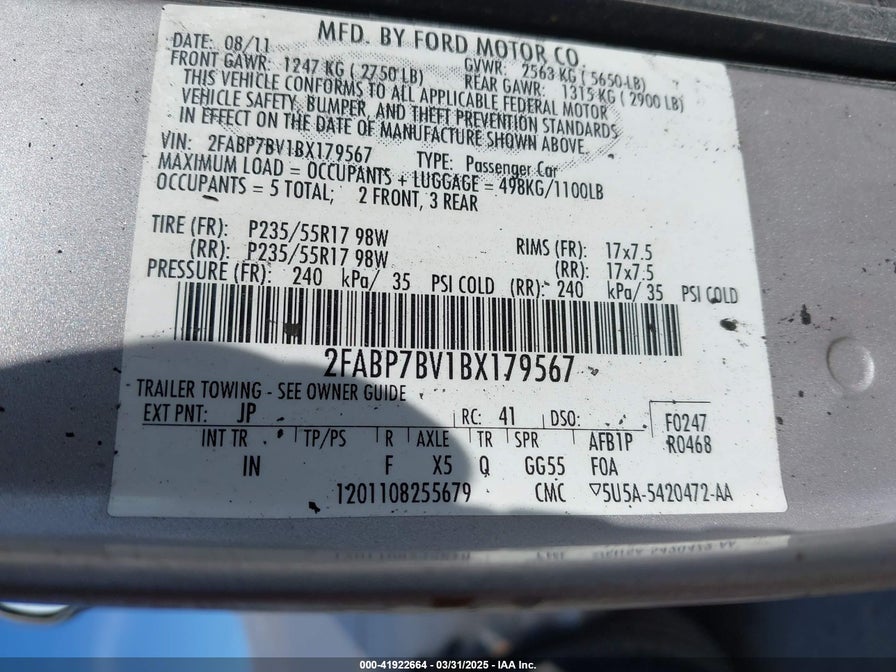 MFD. BY FORD MOTOR CO.
DATE: 08/11 GVWR: 2563 KG ( 5650 LB)
FRONT GAWR: 1247 KG ( 2750 LB) REAR GAWR: 1315 KG ( 2900 LB)
THIS VEHICLE CONFORMS TO ALL APPLICABLE FEDERAL MOTOR
VEHICLE SAFETY, BUMPER, AND THEFT PREVENTION STANDARDS
IN EFFECT ON THE DATE OF MANUFACTURE SHOWN ABOVE.
VIN: 2FABP7BV1BX179567 TYPE: Passenger Car
MAXIMUM LOAD = OCCUPANTS + LUGGAGE = 498KG/1100LB
OCCUPANTS = 5 TOTAL; 2 FRONT, 3 REAR
TIRE (FR): P235/55R17 98W RIMS (FR): 17x7.5
(RR): P235/55R17 98W (RR): 17x7.5
PRESSURE (FR): 240 kPa/ 35 PSI COLD (RR): 240 kPa/ 35 PSI COLD
2FABP7BV1BX179567
TRAILER TOWING - SEE OWNER GUIDE
EXT PNT: JP RC: 41 DSO: F0247
INT TR TP/PS R AXLE TR SPR AFB1P R0468
IN F X5 Q GG55 FOA
1201108255679 CMC ▽5U5A-5420472-AA
000-41922664 - 03/31/2025 - IAA Inc.